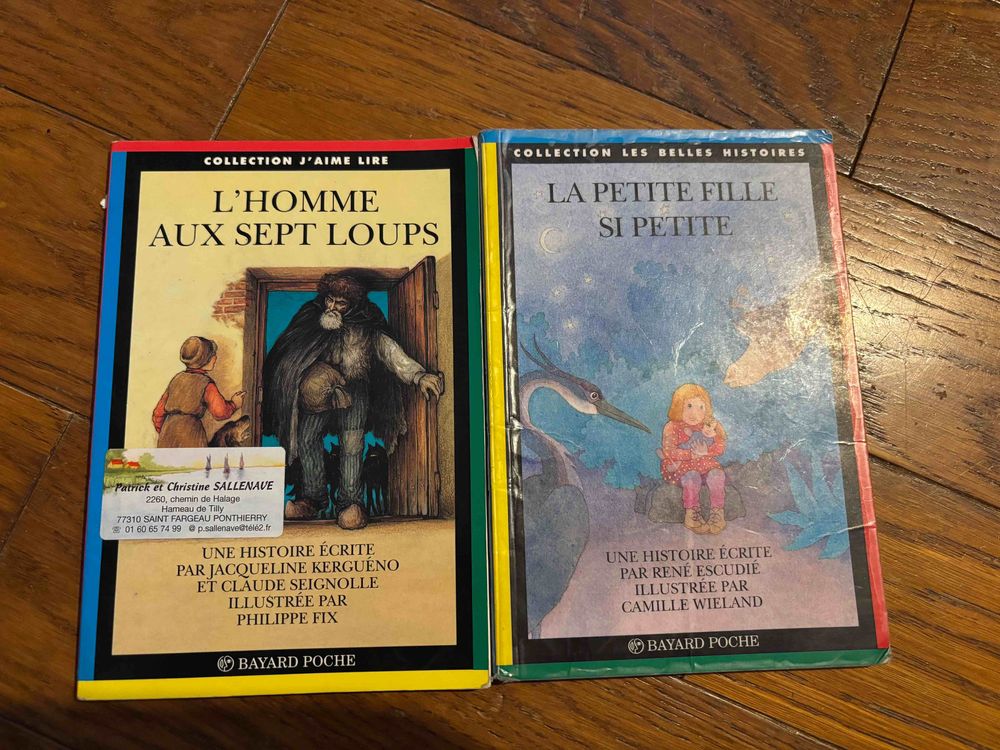 COLLECTION J'AIME LIRE
L'HOMME
AUX SEPT LOUPS
Patrick et Christine SALLENAVE
2260, chemin de Halage
Hameau de Tilly
77310 SAINT FARGEAU PONTHIERRY
☏ 01 60 65 74 99 @ p.sallenave@télé2.fr
UNE HISTOIRE ÉCRITE
PAR JACQUELINE KERGUÉNO
ET CLAUDE SEIGNOLLE
ILLUSTRÉE PAR
PHILIPPE FIX
BAYARD POCHE
COLLECTION LES BELLES HISTOIRES
LA PETITE FILLE
SI PETITE
UNE HISTOIRE ÉCRITE
PAR RENÉ ESCUDIÉ
ILLUSTRÉE PAR
CAMILLE WIELAND
BAYARD POCHE